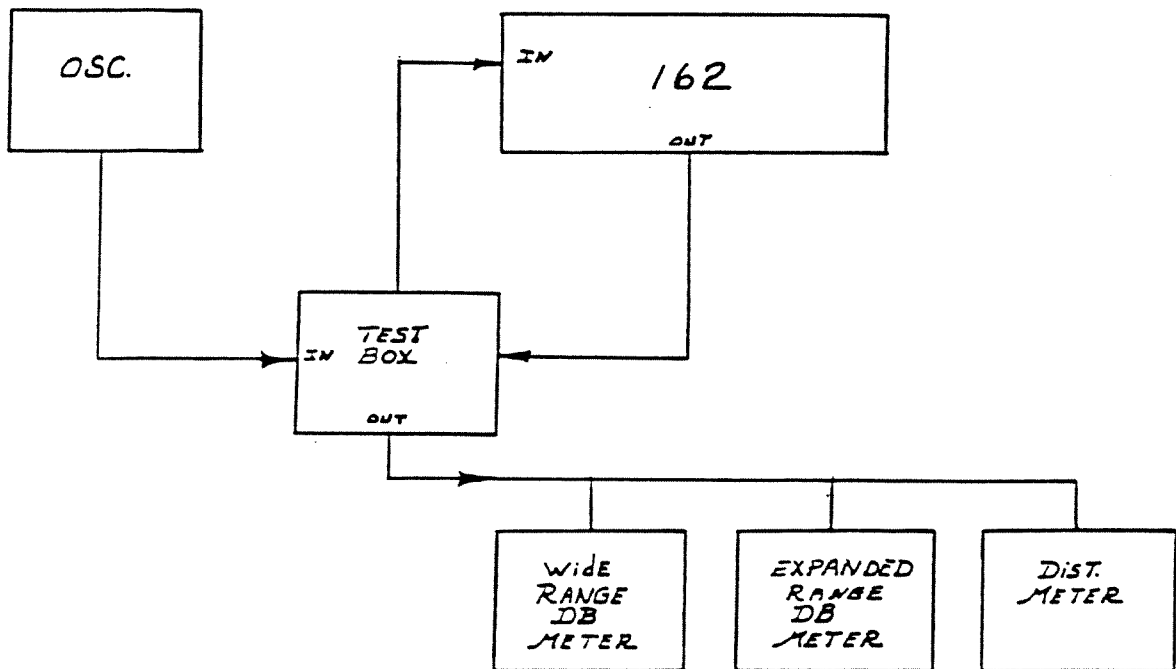 OSC.
IN
162
OUT
TEST
BOX
IN
OUT
WidE
RANGE
DB
METER
EXPANDED
RANGE
DB
METER
DiST.
METER